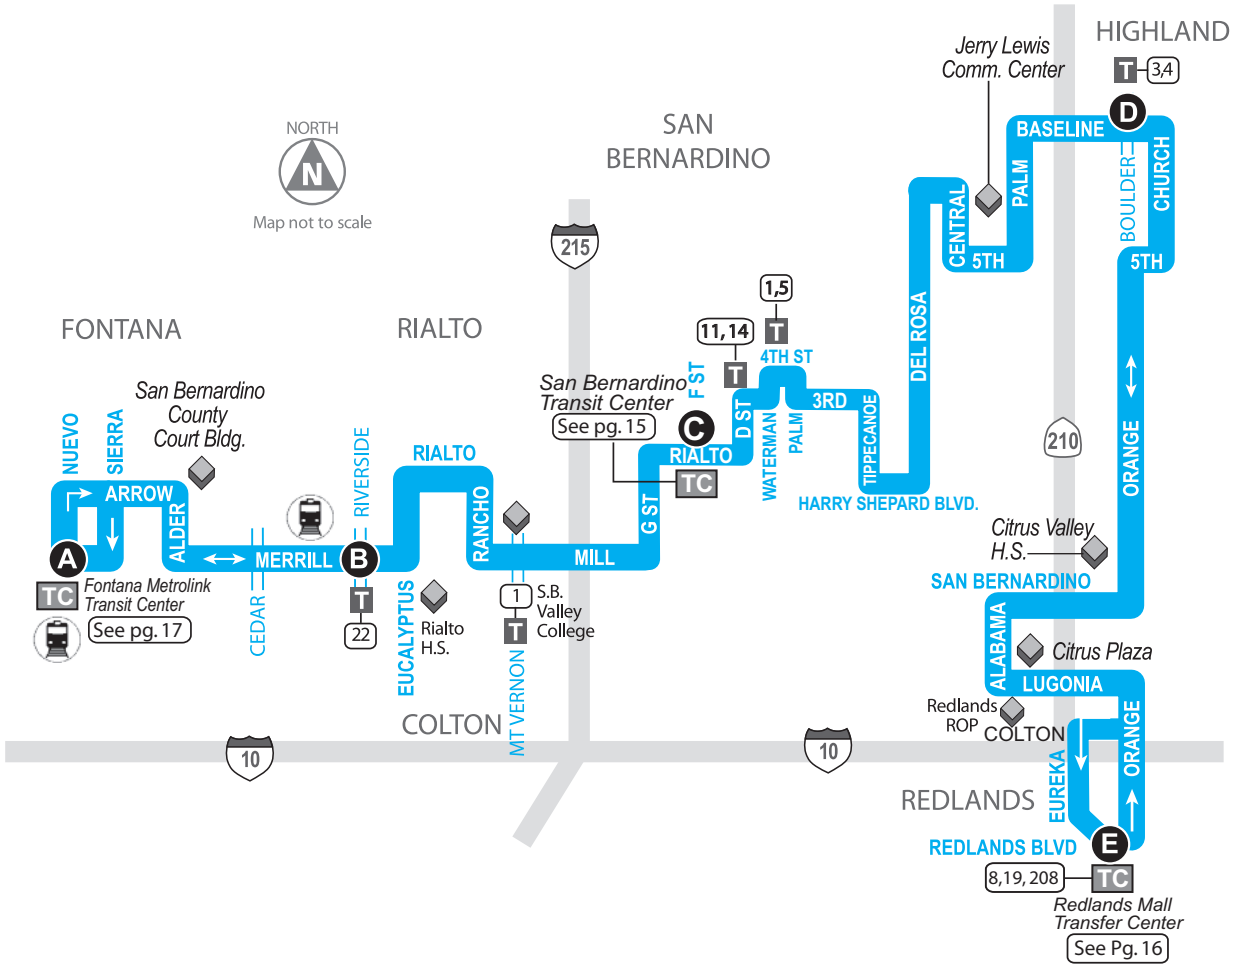 HIGHLAND
Jerry Lewis
Comm. Center
T
3,4
D
NORTH
N
Map not to scale
SAN
BERNARDINO
BASELINE
BOULDER
CHURCH
PALM
CENTRAL
5TH
5TH
215
1,5
T
11, 14
T
4TH ST
FONTANA
RIALTO
DEL ROSA
ORANGE
San Bernardino
County
Court Bldg.
San Bernardino
Transit Center
See pg. 15
F ST
C
D ST
3RD
WATERMAN
PALM
TIPPECANOE
210
NUEVO
SIERRA
RIVERSIDE
RIALTO
RIALTO
TC
G ST
HARRY SHEPARD BLVD.
ARROW
ALDER
RANCHO
Citrus Valley
H.S.
A
MERRILL
B
MILL
SAN BERNARDINO
TC
Fontana Metrolink
Transit Center
See pg. 17
CEDAR
T
22
EUCALYPTUS
Rialto
H.S.
1
T
S.B.
Valley
College
MT VERNON
ALABAMA
Citrus Plaza
LUGONIA
Redlands
ROP
COLTON
COLTON
10
10
EUREKA
ORANGE
REDLANDS
REDLANDS BLVD
E
8,19, 208
TC
Redlands Mall
Transfer Center
See Pg. 16